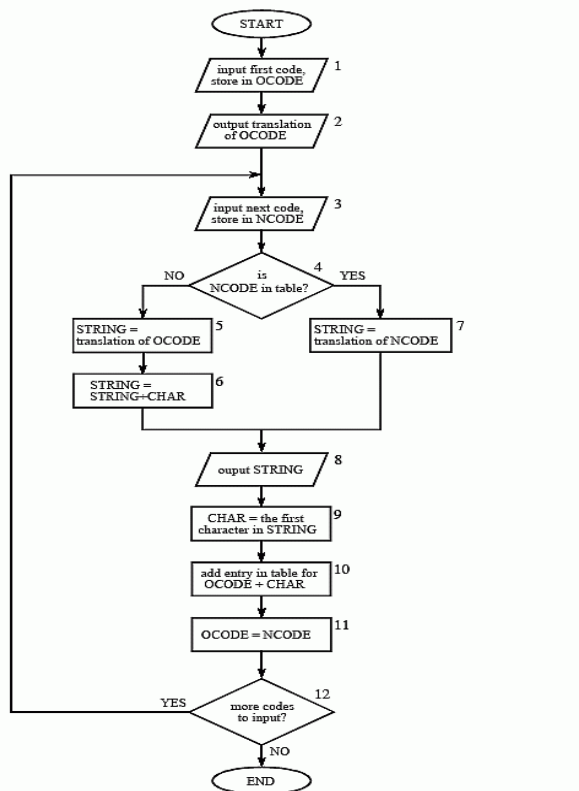 START
input first code,
store in OCODE
1
output translation
of OCODE
2
input next code,
store in NCODE
3
is
NCODE in table?
4
NO
YES
STRING =
translation of OCODE
5
STRING =
translation of NCODE
7
STRING =
STRING+CHAR
6
ouput STRING
8
CHAR = the first
character in STRING
9
add entry in table for
OCODE + CHAR
10
OCODE = NCODE
11
more codes
to input?
12
YES
NO
END